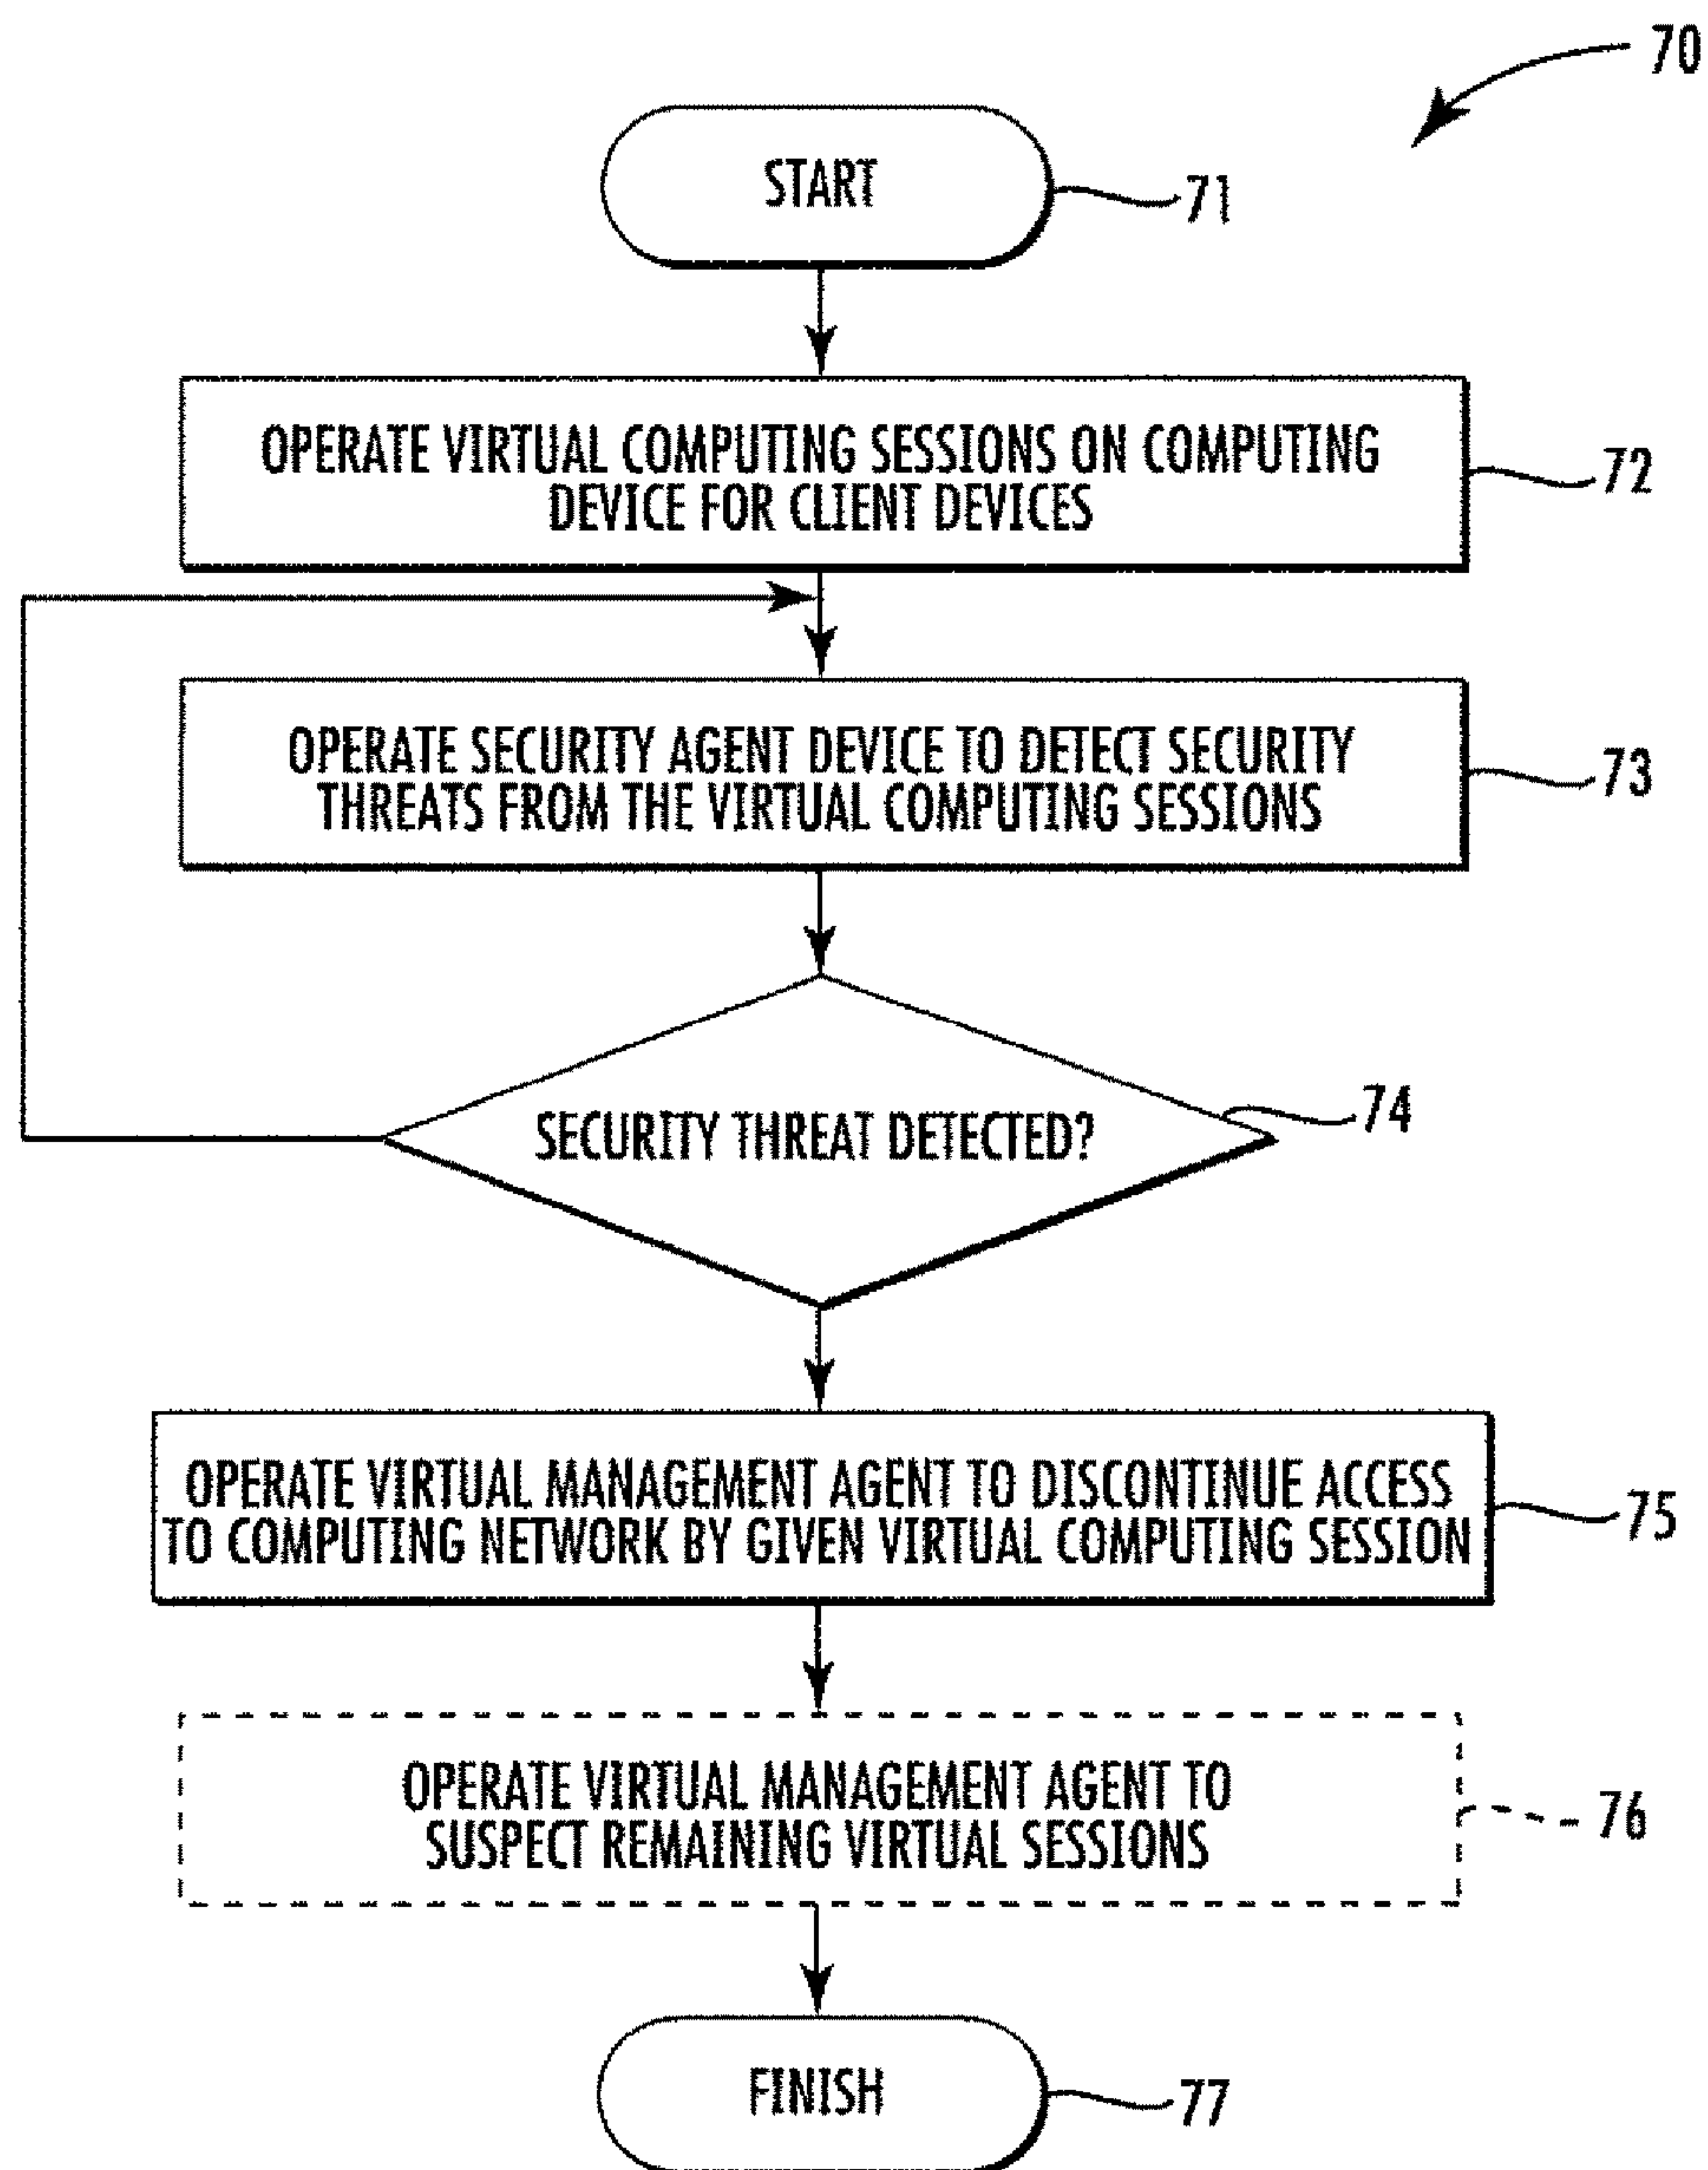 70
START
71
OPERATE VIRTUAL COMPUTING SESSIONS ON COMPUTING
DEVICE FOR CLIENT DEVICES
72
OPERATE SECURITY AGENT DEVICE TO DETECT SECURITY
THREATS FROM THE VIRTUAL COMPUTING SESSIONS
73
SECURITY THREAT DETECTED?
74
OPERATE VIRTUAL MANAGEMENT AGENT TO DISCONTINUE ACCESS
TO COMPUTING NETWORK BY GIVEN VIRTUAL COMPUTING SESSION
75
OPERATE VIRTUAL MANAGEMENT AGENT TO
SUSPECT REMAINING VIRTUAL SESSIONS
76
FINISH
77